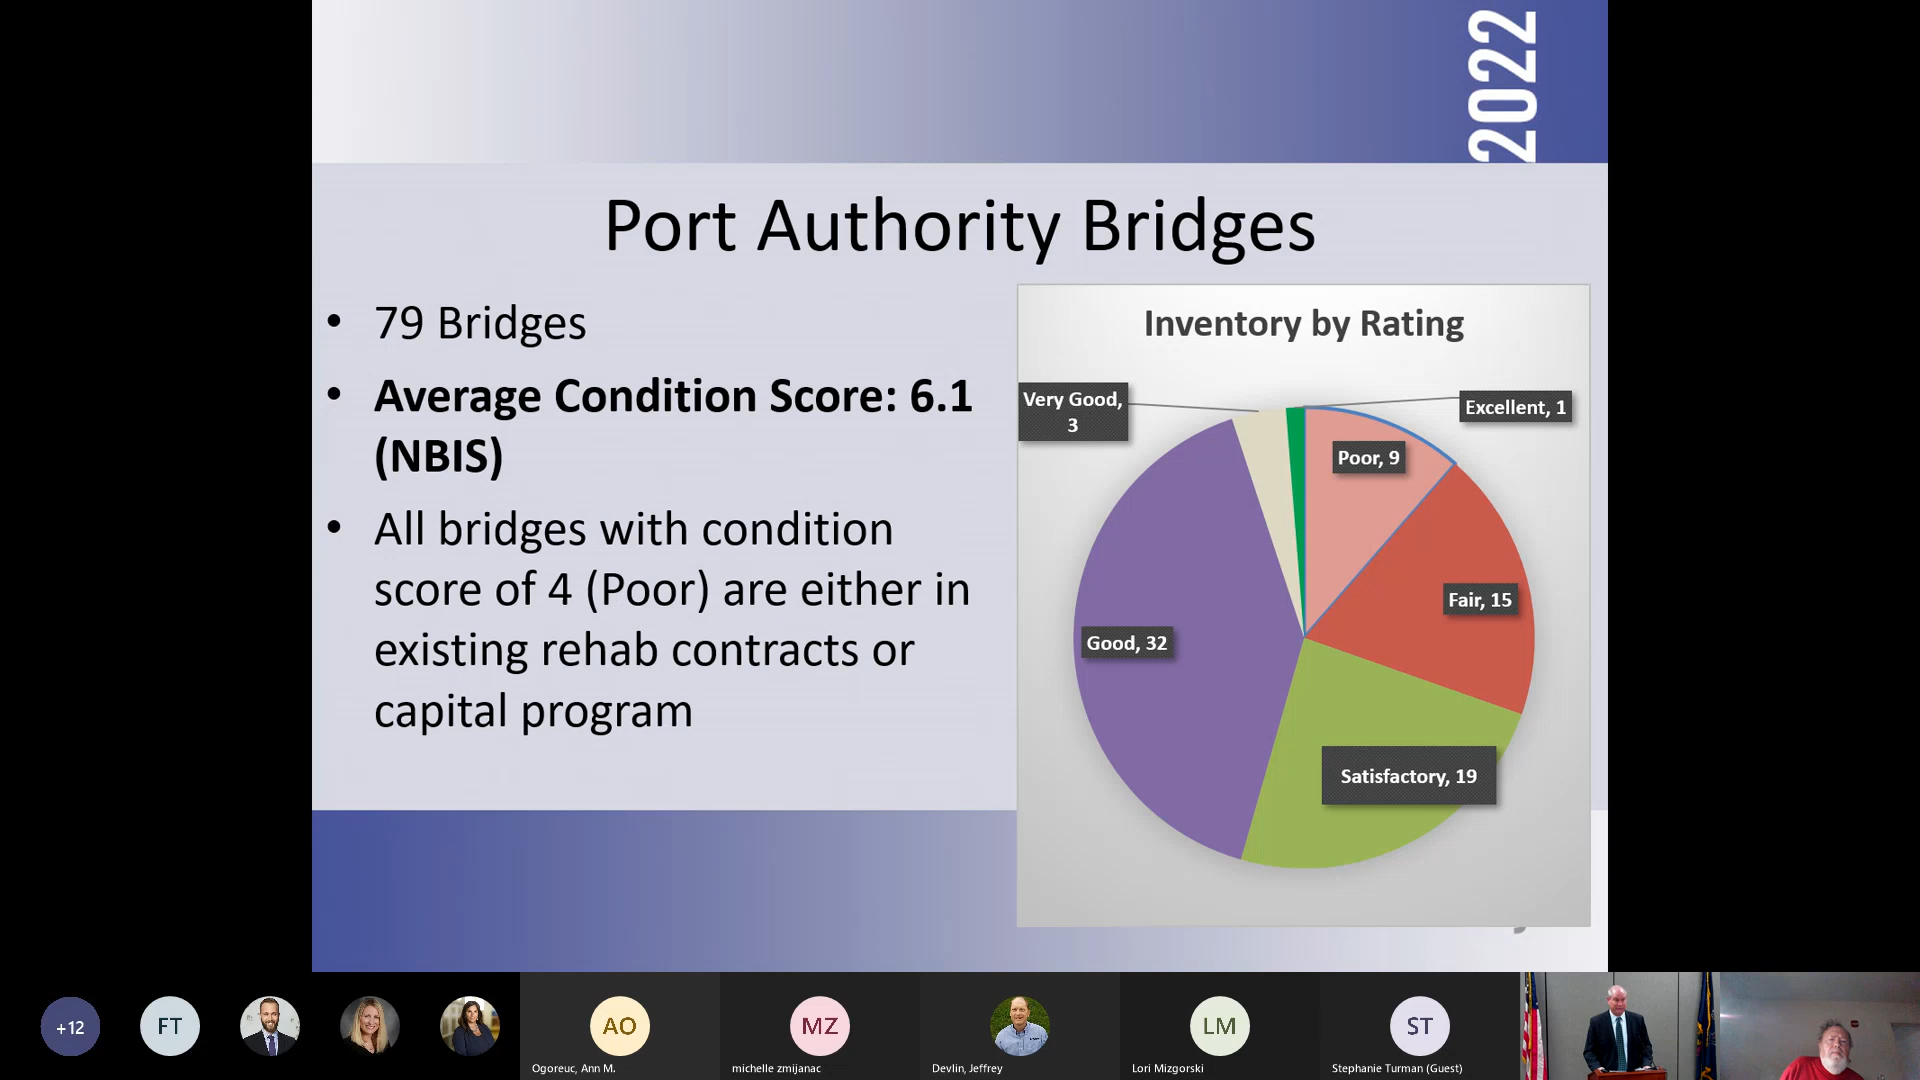 2022
Port Authority Bridges
• 79 Bridges
• Average Condition Score: 6.1
(NBIS)
• All bridges with condition
score of 4 (Poor) are either in
existing rehab contracts or
capital program
Inventory by Rating
Very Good,
3
Excellent, 1
Poor, 9
Fair, 15
Good, 32
Satisfactory, 19
+12
FT
AO
MZ
LM
ST
Ogoreuc, Ann M.
michelle zmijanac
Devlin, Jeffrey
Lori Mizgorski
Stephanie Turman (Guest)